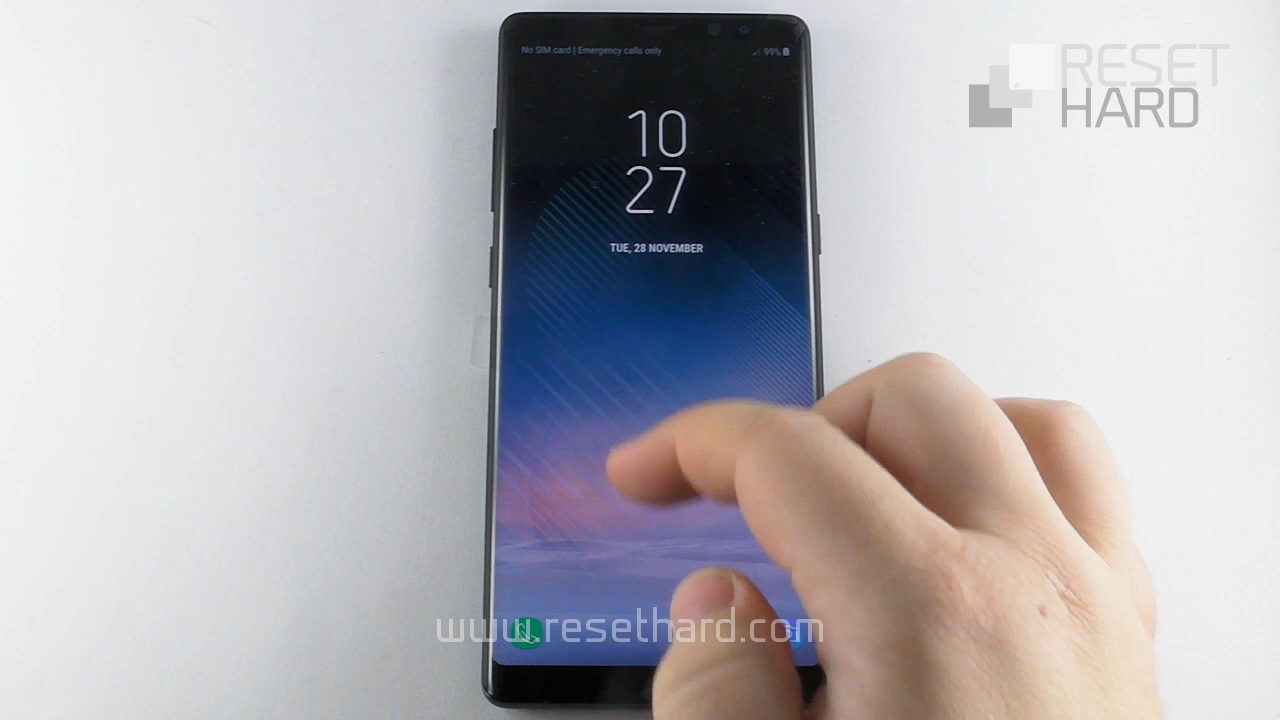 No SIM card | Emergency calls only
99%
RESET
HARD
10
27
TUE, 28 NOVEMBER
www.resethard.com